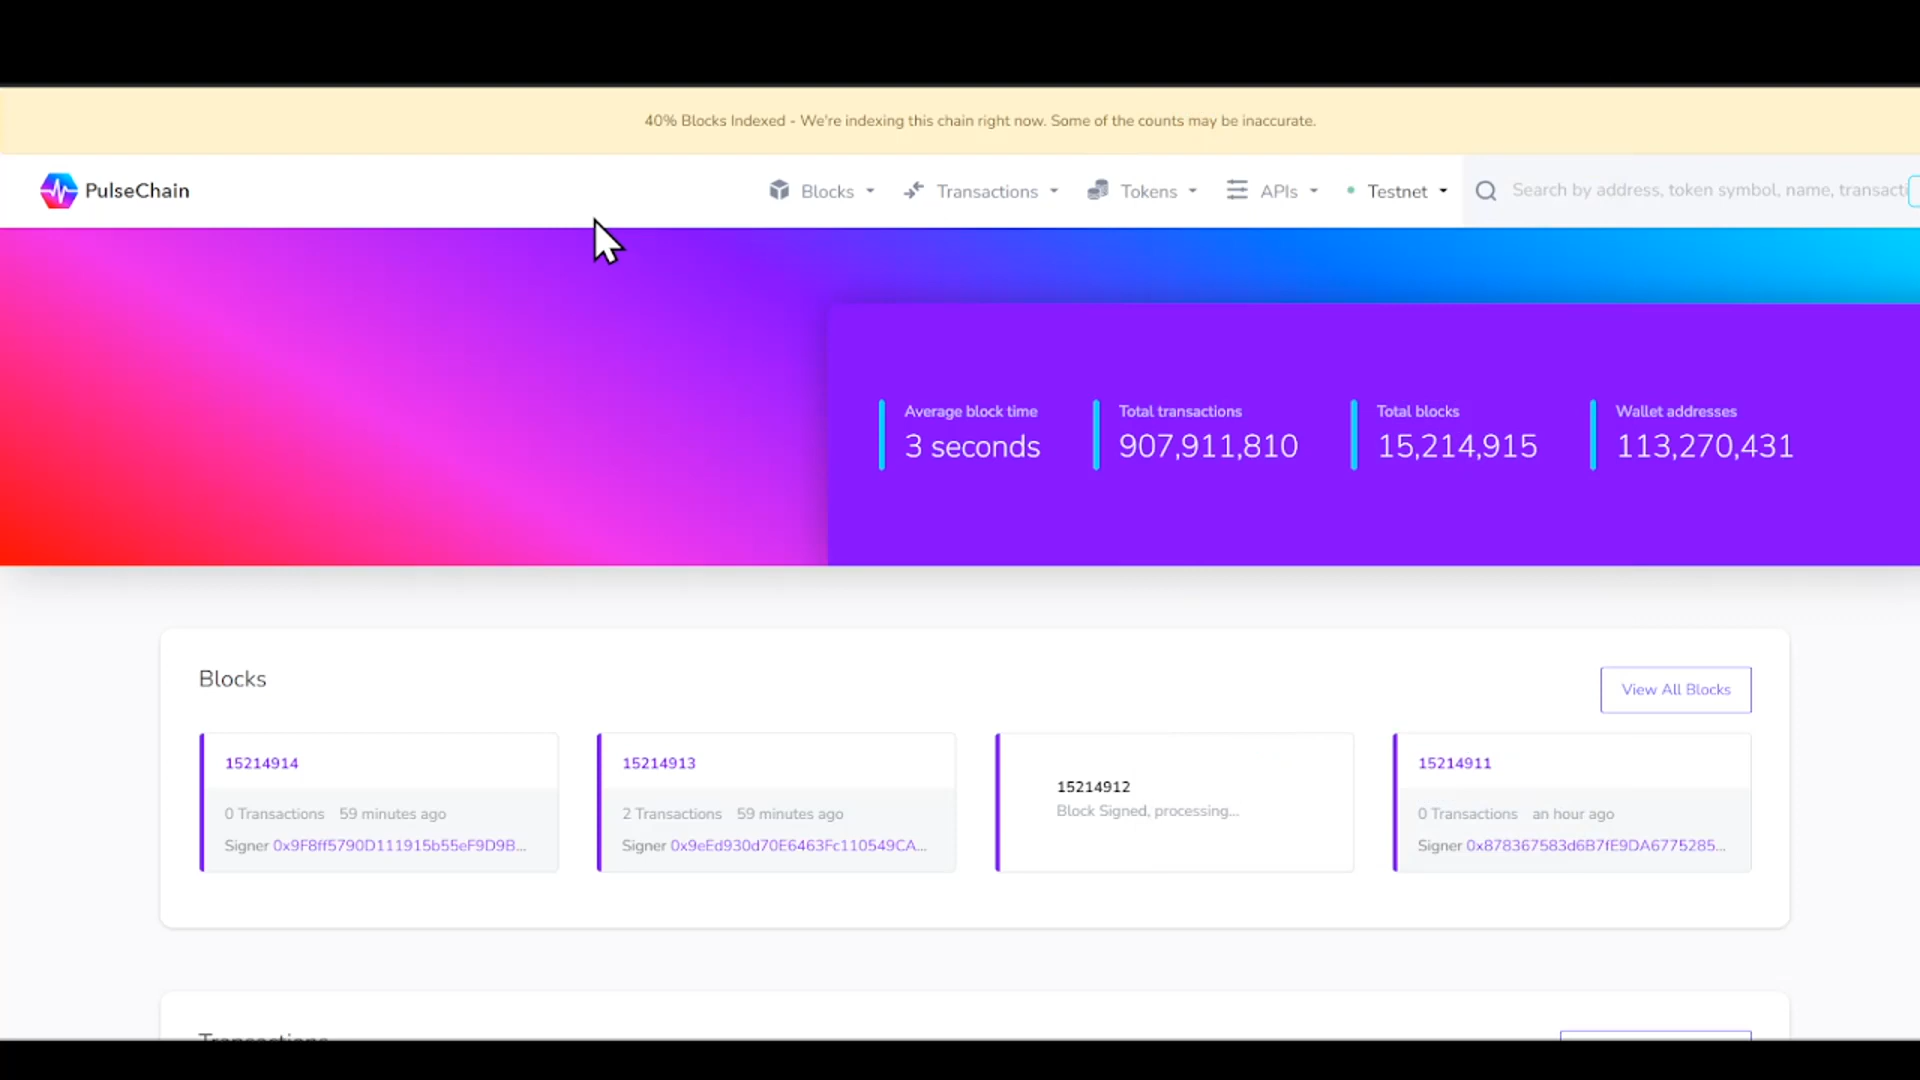 40% Blocks Indexed - We're indexing this chain right now. Some of the counts may be inaccurate.
PulseChain
Blocks
Transactions
Tokens
APIs
Testnet
Search by address, token symbol, name, transacti
Average block time
3 seconds
Total transactions
907,911,810
Total blocks
15,214,915
Wallet addresses
113,270,431
Blocks
View All Blocks
15214914
0 Transactions 59 minutes ago
Signer 0x9F8ff5790D111915b55eF9D9B...
15214913
2 Transactions 59 minutes ago
Signer 0x9eEd930d70E6463Fc110549CA...
15214912
Block Signed, processing...
15214911
0 Transactions an hour ago
Signer 0x878367583d6B7fE9DA6775285...
Transactions